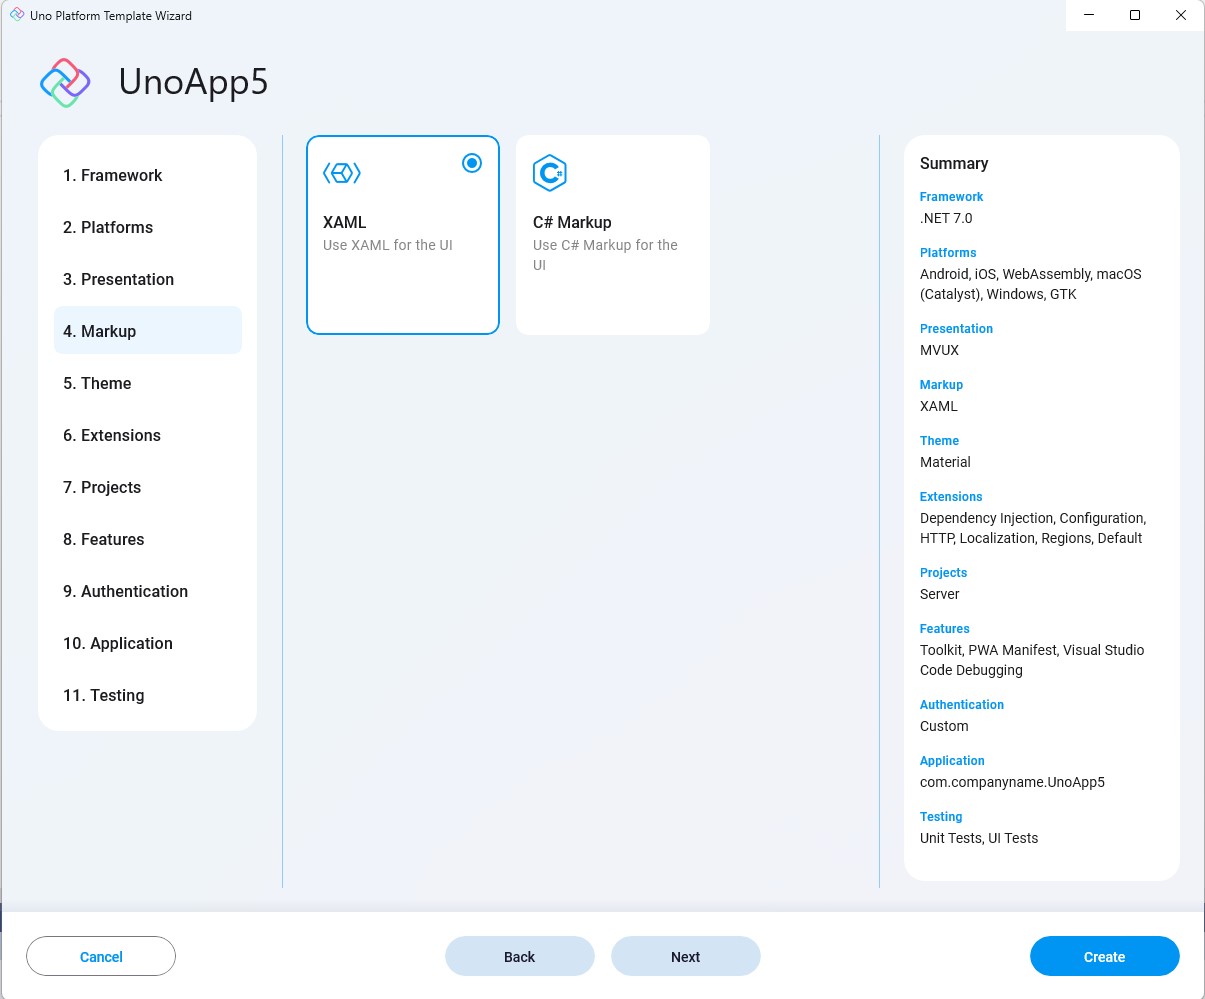 Uno Platform Template Wizard
UnoApp5
1. Framework
2. Platforms
3. Presentation
4. Markup
5. Theme
6. Extensions
7. Projects
8. Features
9. Authentication
10. Application
11. Testing
XAML
Use XAML for the UI
C# Markup
Use C# Markup for the
UI
Summary
Framework
.NET 7.0
Platforms
Android, iOS, WebAssembly, macOS
(Catalyst), Windows, GTK
Presentation
MVUX
Markup
XAML
Theme
Material
Extensions
Dependency Injection, Configuration,
HTTP, Localization, Regions, Default
Projects
Server
Features
Toolkit, PWA Manifest, Visual Studio
Code Debugging
Authentication
Custom
Application
com.companyname.UnoApp5
Testing
Unit Tests, UI Tests
Cancel
Back
Next
Create